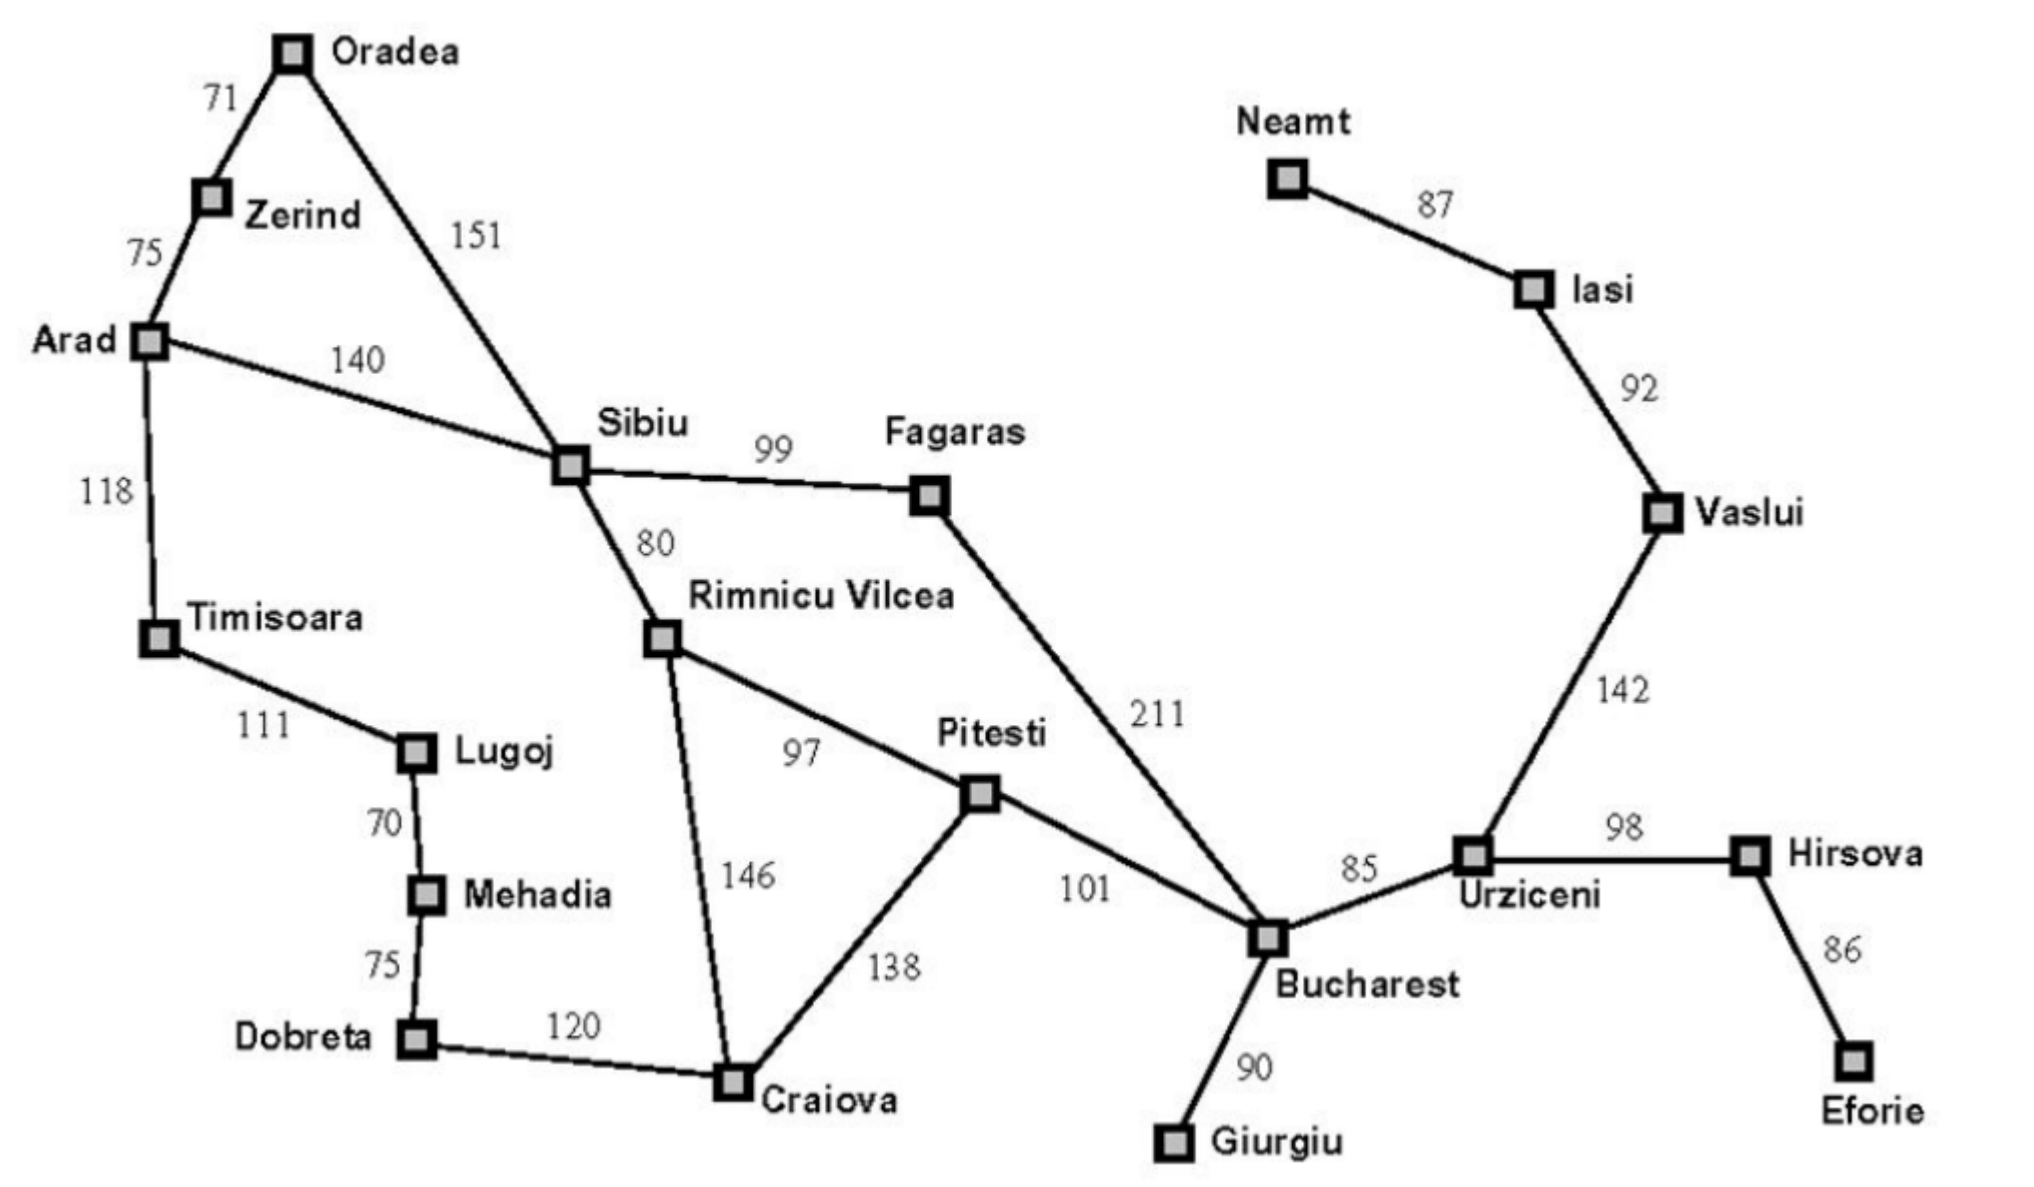 Oradea
71
Neamt
87
Zerind
151
75
Iasi
Arad
140
92
Sibiu
99
Fagaras
118
Vaslui
80
Rimnicu Vilcea
Timisoara
142
211
111
Lugoj
97
Pitesti
70
98
146
85
Hirsova
101
Urziceni
Mehadia
75
138
86
Bucharest
Dobreta
120
90
Craiova
Eforie
Giurgiu